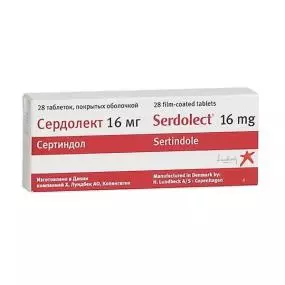 28 таблеток, покрытых оболочкой
28 film-coated tablets
Сердолект 16 мг
Serdolect® 16 mg
Сертиндол
Sertindole
Изготовлено в Дании
компанией Х. Лундбек АО, Копенгаген
Manufactured in Denmark by:
H. Lundbeck A/S - Copenhagen
Lundbeck